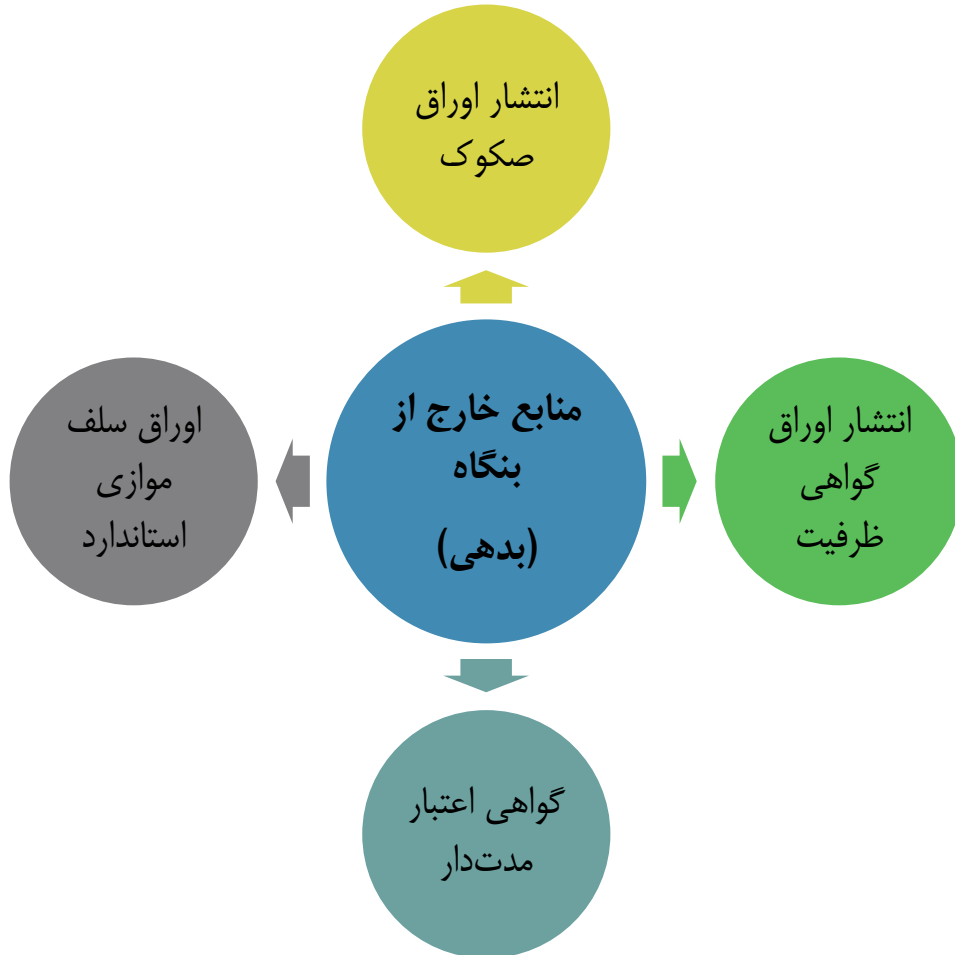 انتشار اوراق
صکوک
منابع خارج از
بنگاه
(بدهی)
انتشار اوراق
گواهی
ظرفیت
گواهی اعتبار
مدت‌دار
اوراق سلف
موازی
استاندارد